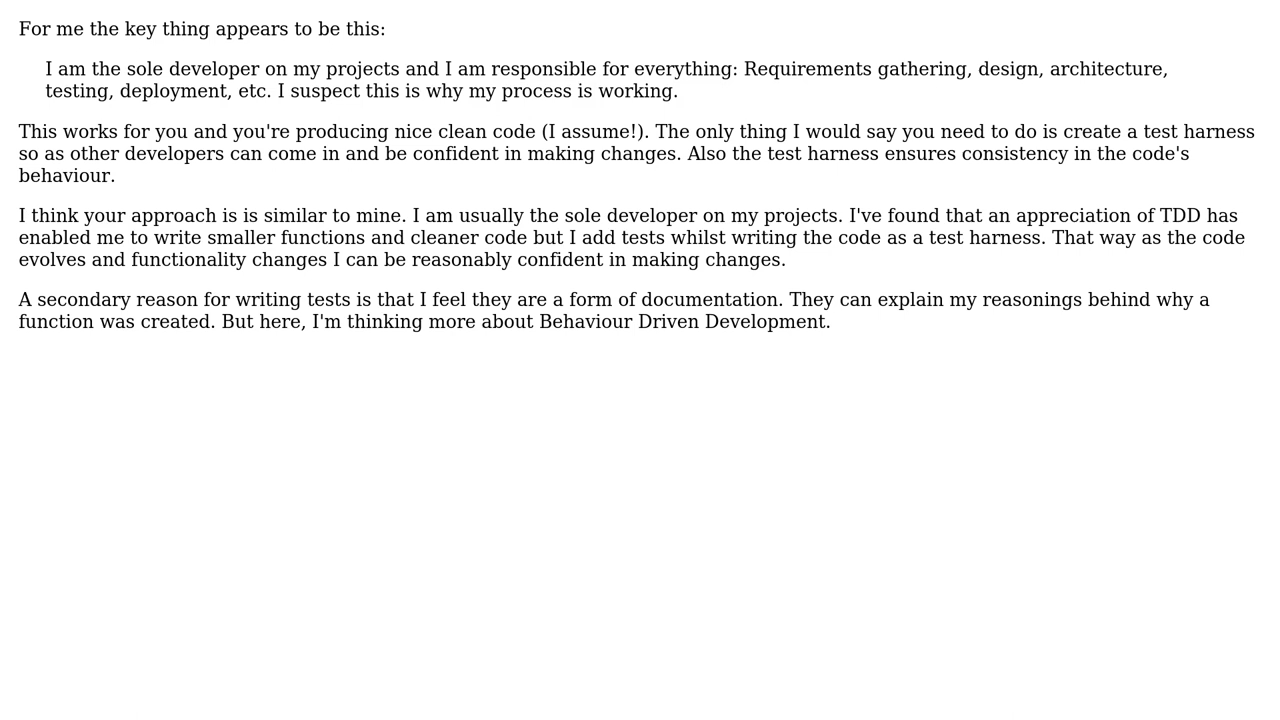 For me the key thing appears to be this:
I am the sole developer on my projects and I am responsible for everything: Requirements gathering, design, architecture,
testing, deployment, etc. I suspect this is why my process is working.
This works for you and you're producing nice clean code (I assume!). The only thing I would say you need to do is create a test harness
so as other developers can come in and be confident in making changes. Also the test harness ensures consistency in the code's
behaviour.
I think your approach is is similar to mine. I am usually the sole developer on my projects. I've found that an appreciation of TDD has
enabled me to write smaller functions and cleaner code but I add tests whilst writing the code as a test harness. That way as the code
evolves and functionality changes I can be reasonably confident in making changes.
A secondary reason for writing tests is that I feel they are a form of documentation. They can explain my reasonings behind why a
function was created. But here, I'm thinking more about Behaviour Driven Development.